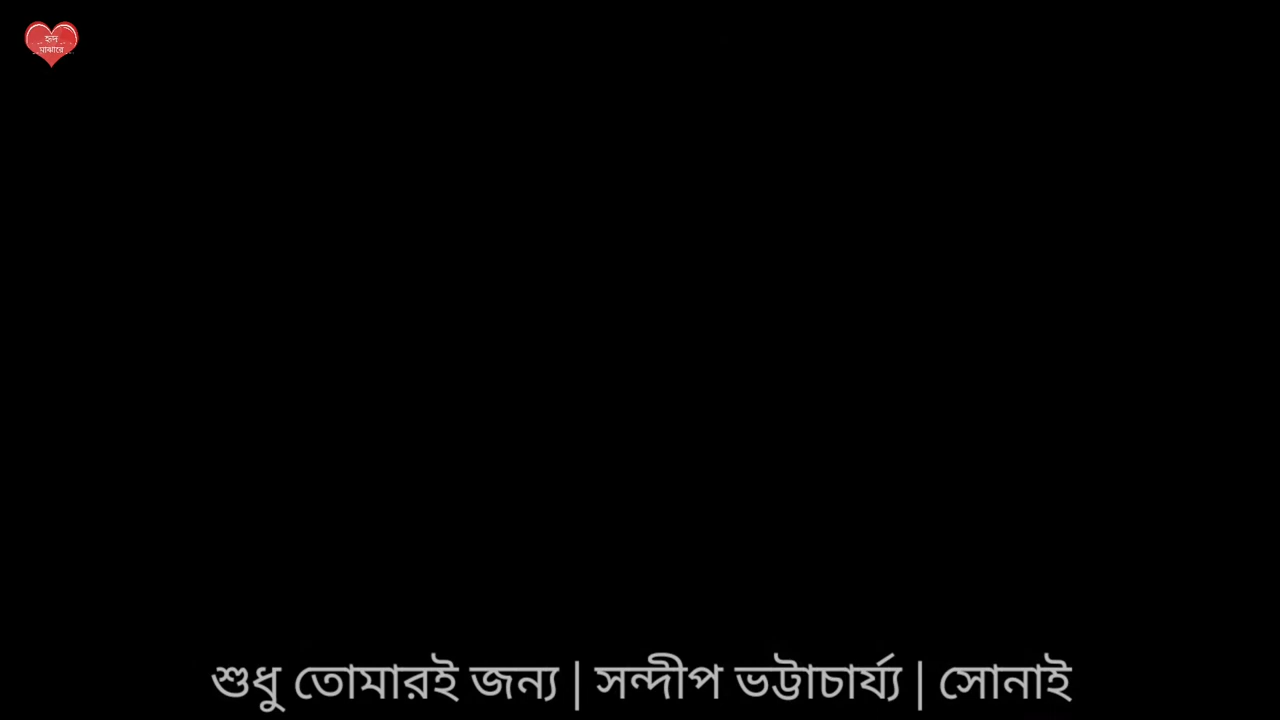 হৃদ
মাঝারে
শুধু তোমারই জন্য | সন্দীপ ভট্টাচার্য্য | সোনাই